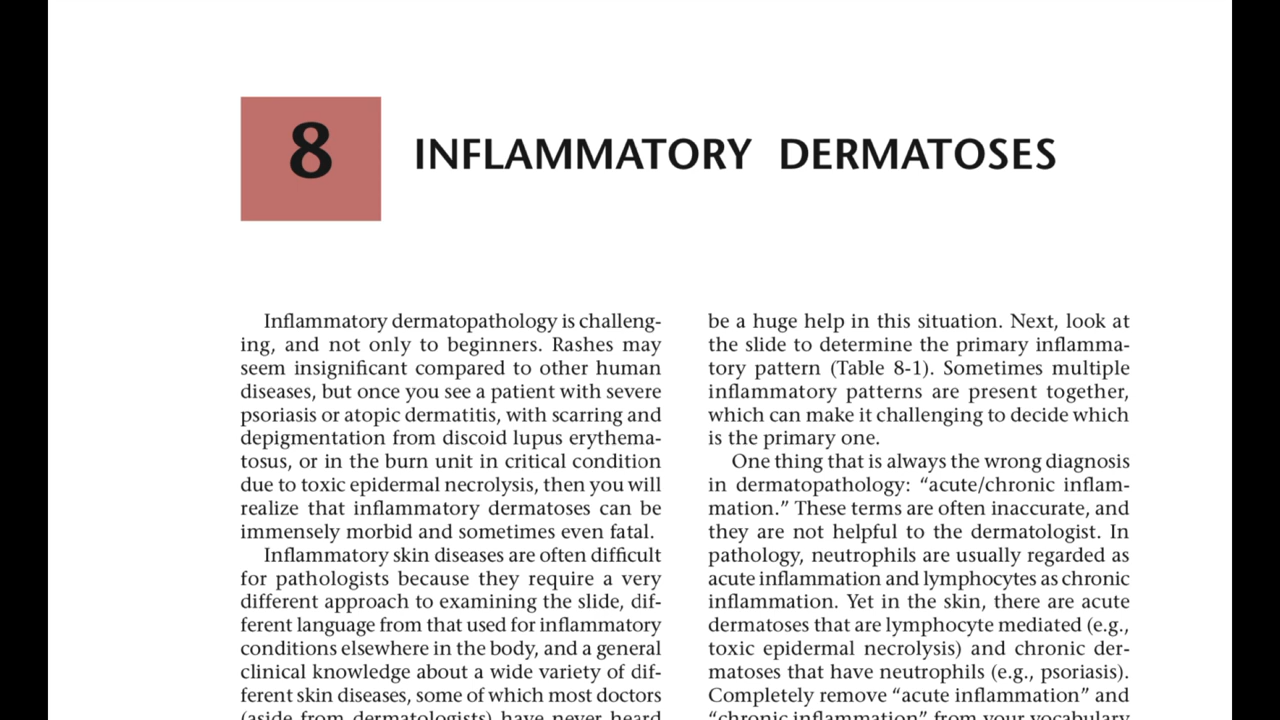 8
INFLAMMATORY DERMATOSES
Inflammatory dermatopathology is challeng-
ing, and not only to beginners. Rashes may
seem insignificant compared to other human
diseases, but once you see a patient with severe
psoriasis or atopic dermatitis, with scarring and
depigmentation from discoid lupus erythema-
tosus, or in the burn unit in critical condition
due to toxic epidermal necrolysis, then you will
realize that inflammatory dermatoses can be
immensely morbid and sometimes even fatal.
Inflammatory skin diseases are often difficult
for pathologists because they require a very
different approach to examining the slide, dif-
ferent language from that used for inflammatory
conditions elsewhere in the body, and a general
clinical knowledge about a wide variety of dif-
ferent skin diseases, some of which most doctors
(aside from dermatologists) have never heard
be a huge help in this situation. Next, look at
the slide to determine the primary inflamma-
tory pattern (Table 8-1). Sometimes multiple
inflammatory patterns are present together,
which can make it challenging to decide which
is the primary one.
One thing that is always the wrong diagnosis
in dermatopathology: “acute/chronic inflam-
mation.” These terms are often inaccurate, and
they are not helpful to the dermatologist. In
pathology, neutrophils are usually regarded as
acute inflammation and lymphocytes as chronic
inflammation. Yet in the skin, there are acute
dermatoses that are lymphocyte mediated (e.g.,
toxic epidermal necrolysis) and chronic der-
matoses that have neutrophils (e.g., psoriasis).
Completely remove “acute inflammation” and
“chronic inflammation” from your vocabulary